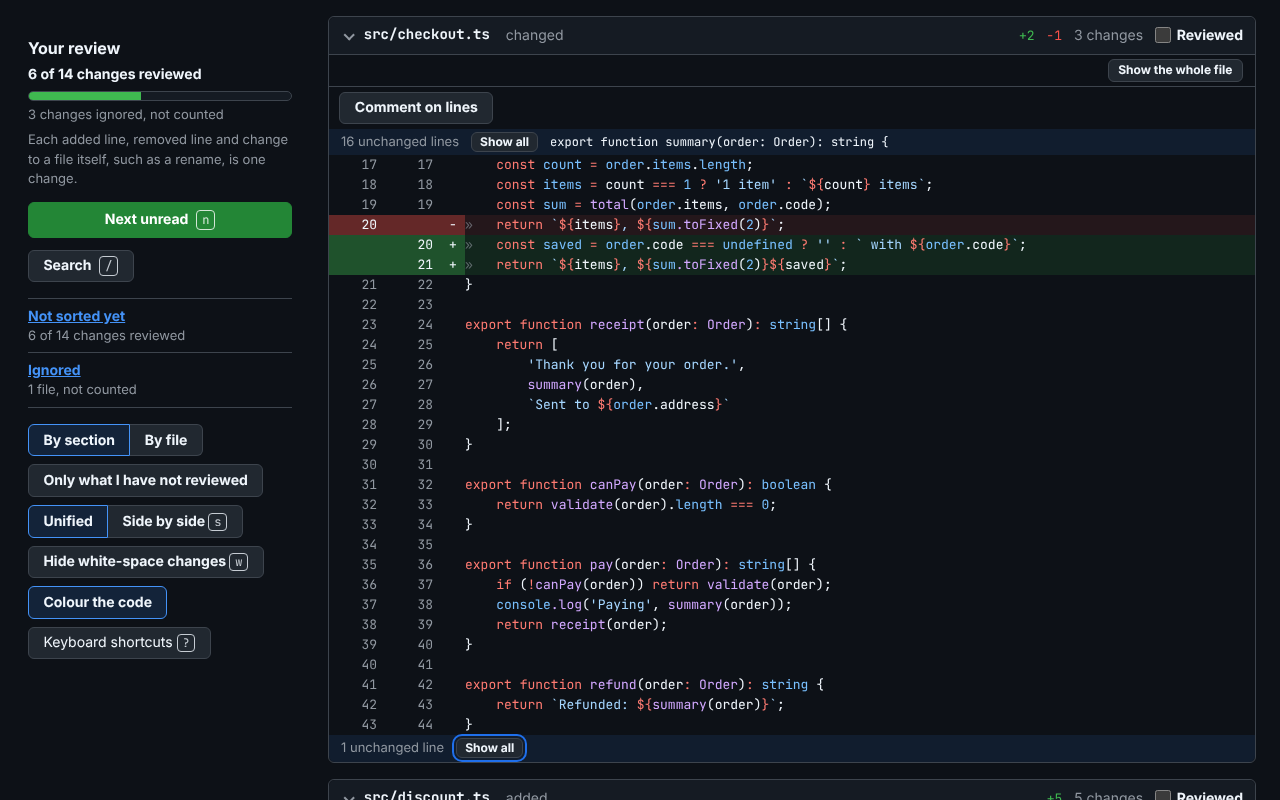 Your review
6 of 14 changes reviewed
3 changes ignored, not counted
Each added line, removed line and change
to a file itself, such as a rename, is one
change.
Next unread n
Search /
Not sorted yet
6 of 14 changes reviewed
Ignored
1 file, not counted
By section By file
Only what I have not reviewed
Unified Side by side s
Hide white-space changes w
Colour the code
Keyboard shortcuts ?
src/checkout.ts changed +2 -1 3 changes Reviewed
Show the whole file
Comment on lines
16 unchanged lines Show all export function summary(order: Order): string {
17 17 const count = order.items.length;
18 18 const items = count === 1 ? '1 item' : `${count} items`;
19 19 const sum = total(order.items, order.code);
20 - » return `${items}, ${sum.toFixed(2)}`;
20 + » const saved = order.code === undefined ? '' : ` with ${order.code}`;
21 + » return `${items}, ${sum.toFixed(2)}${saved}`;
21 22 }
22 23
23 24 export function receipt(order: Order): string[] {
24 25 return [
25 26 'Thank you for your order.',
26 27 summary(order),
27 28 `Sent to ${order.address}`
28 29 ];
29 30 }
30 31
31 32 export function canPay(order: Order): boolean {
32 33 return validate(order).length === 0;
33 34 }
34 35
35 36 export function pay(order: Order): string[] {
36 37 if (!canPay(order)) return validate(order);
37 38 console.log('Paying', summary(order));
38 39 return receipt(order);
39 40 }
40 41
41 42 export function refund(order: Order): string {
42 43 return `Refunded: ${summary(order)}`;
43 44 }
1 unchanged line Show all
src/discount.ts added +5 5 changes Reviewed